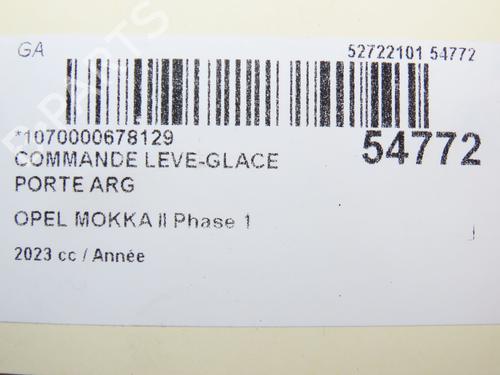 GA
52722101 54772
*1070000678129
54772
COMMANDE LEVE-GLACE
PORTE ARG
OPEL MOKKA II Phase 1
2023 cc / Année